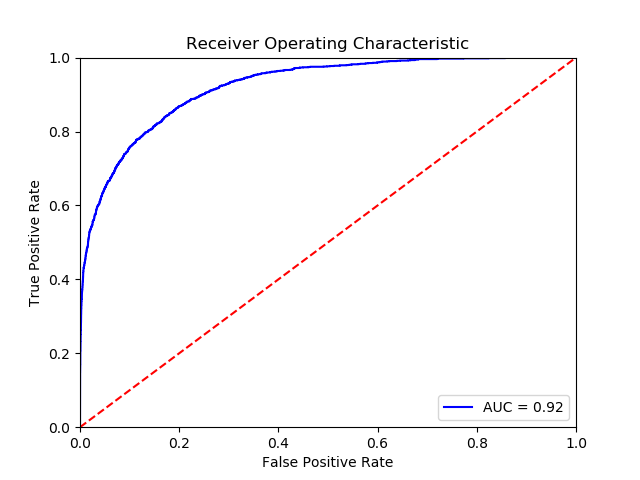 Receiver Operating Characteristic
1.0
0.8
0.6
0.4
0.2
0.0
True Positive Rate
AUC = 0.92
0.0 0.2 0.4 0.6 0.8 1.0
False Positive Rate